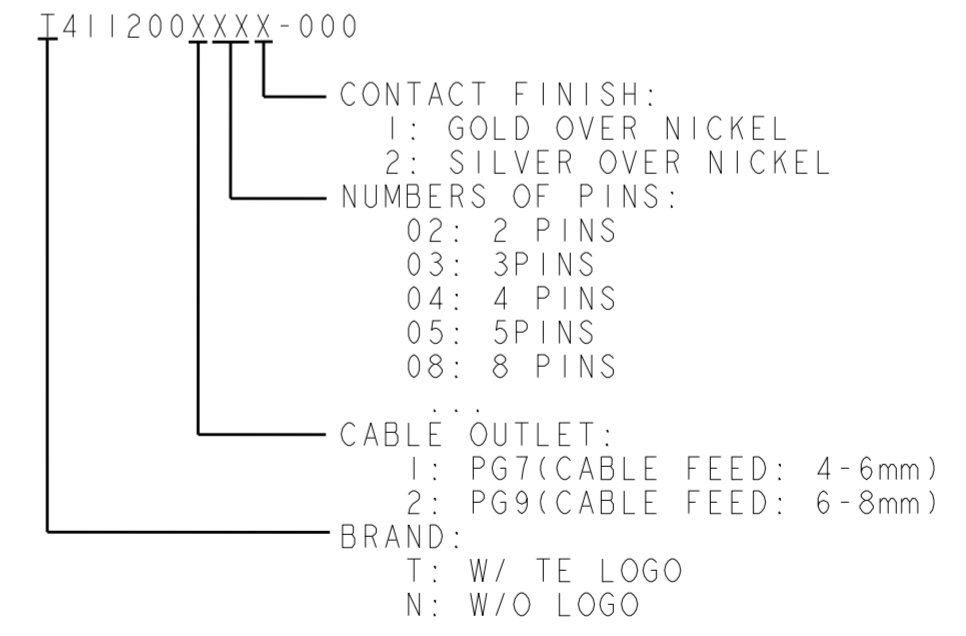 T411200XXXX-000
CONTACT FINISH:
1: GOLD OVER NICKEL
2: SILVER OVER NICKEL
NUMBERS OF PINS:
02: 2 PINS
03: 3PINS
04: 4 PINS
05: 5PINS
08: 8 PINS
...
CABLE OUTLET:
1: PG7(CABLE FEED: 4-6mm)
2: PG9(CABLE FEED: 6-8mm)
BRAND:
T: W/ TE LOGO
N: W/O LOGO